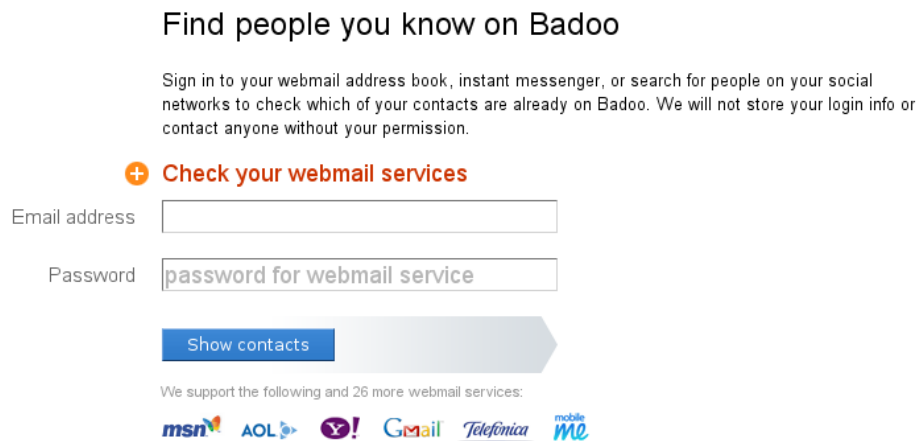 Find people you know on Badoo
Sign in to your webmail address book, instant messenger, or search for people on your social
networks to check which of your contacts are already on Badoo. We will not store your login info or
contact anyone without your permission.
Check your webmail services
Email address
Password password for webmail service
Show contacts
We support the following and 26 more webmail services:
msn AOL Y! GMail Telefónica mobile me